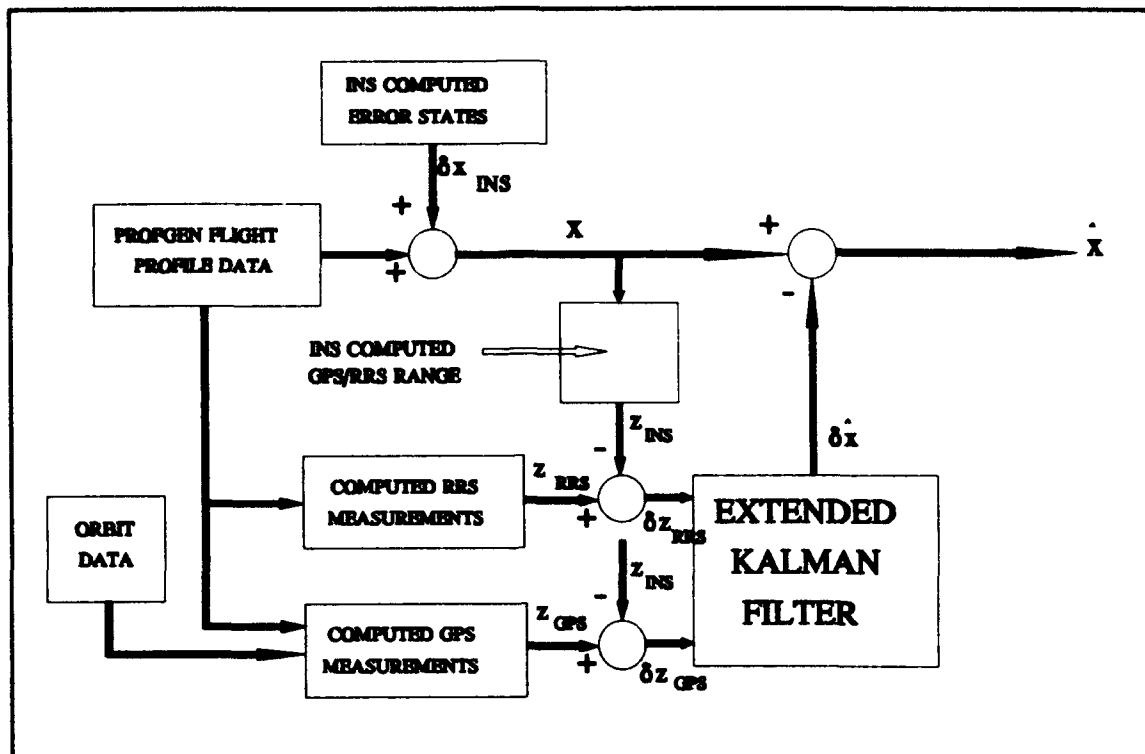 INS COMPUTED
ERROR STATES
δx INS
+
PROFGEN FLIGHT
PROFILE DATA
+
X
+
-
x̂
INS COMPUTED
GPS/RRS RANGE
z INS
-
δx̂
COMPUTED RRS
MEASUREMENTS
z RRS
+
δz RRS
EXTENDED
KALMAN
FILTER
ORBIT
DATA
z INS
-
COMPUTED GPS
MEASUREMENTS
z GPS
+
δz GPS